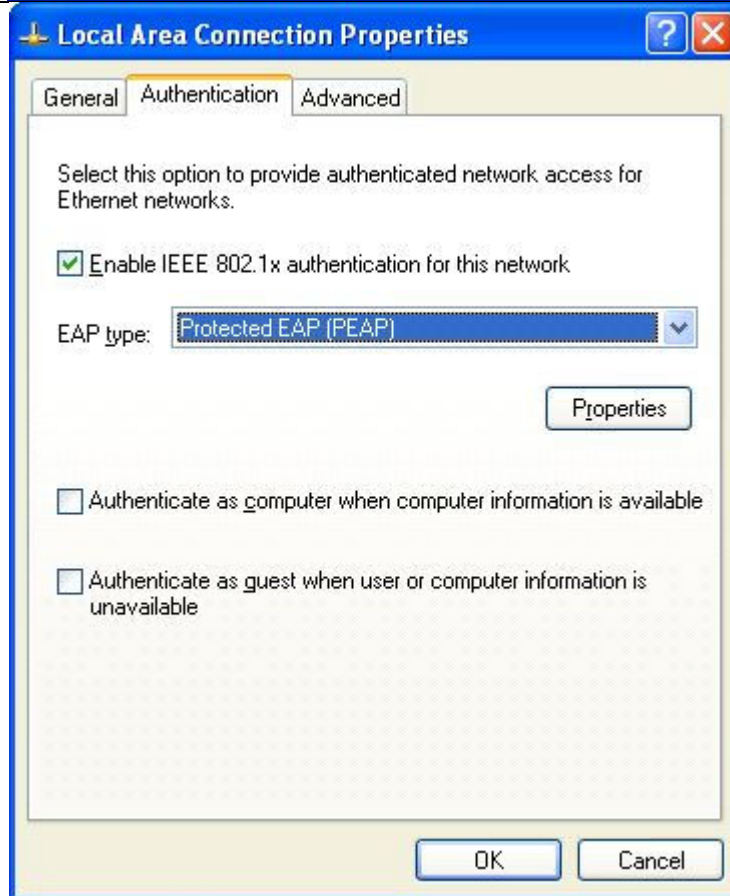 Local Area Connection Properties
General Authentication Advanced
Select this option to provide authenticated network access for
Ethernet networks.
Enable IEEE 802.1x authentication for this network
EAP type: Protected EAP (PEAP)
Properties
Authenticate as computer when computer information is available
Authenticate as guest when user or computer information is
unavailable
OK Cancel